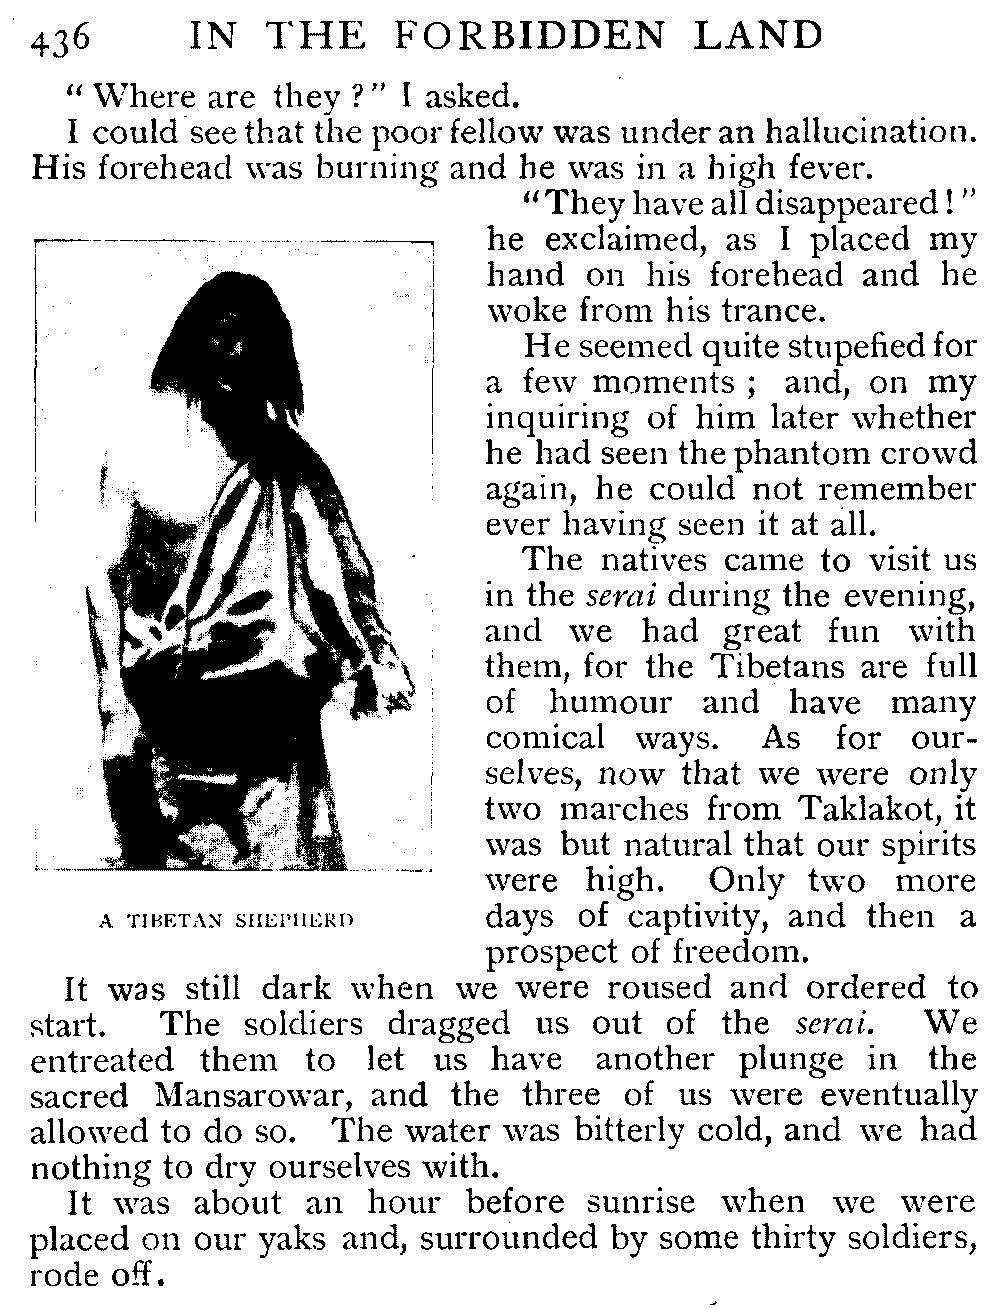 436 IN THE FORBIDDEN LAND
“ Where are they ? ” I asked.
I could see that the poor fellow was under an hallucination.
His forehead was burning and he was in a high fever.
“ They have all disappeared ! ”
he exclaimed, as I placed my
hand on his forehead and he
woke from his trance.
He seemed quite stupefied for
a few moments ; and, on my
inquiring of him later whether
he had seen the phantom crowd
again, he could not remember
ever having seen it at all.
The natives came to visit us
in the serai during the evening,
and we had great fun with
them, for the Tibetans are full
of humour and have many
comical ways. As for our-
selves, now that we were only
two marches from Taklakot, it
was but natural that our spirits
were high. Only two more
days of captivity, and then a
prospect of freedom.
A TIBETAN SHEPHERD
It was still dark when we were roused and ordered to
start. The soldiers dragged us out of the serai. We
entreated them to let us have another plunge in the
sacred Mansarowar, and the three of us were eventually
allowed to do so. The water was bitterly cold, and we had
nothing to dry ourselves with.
It was about an hour before sunrise when we were
placed on our yaks and, surrounded by some thirty soldiers,
rode off.